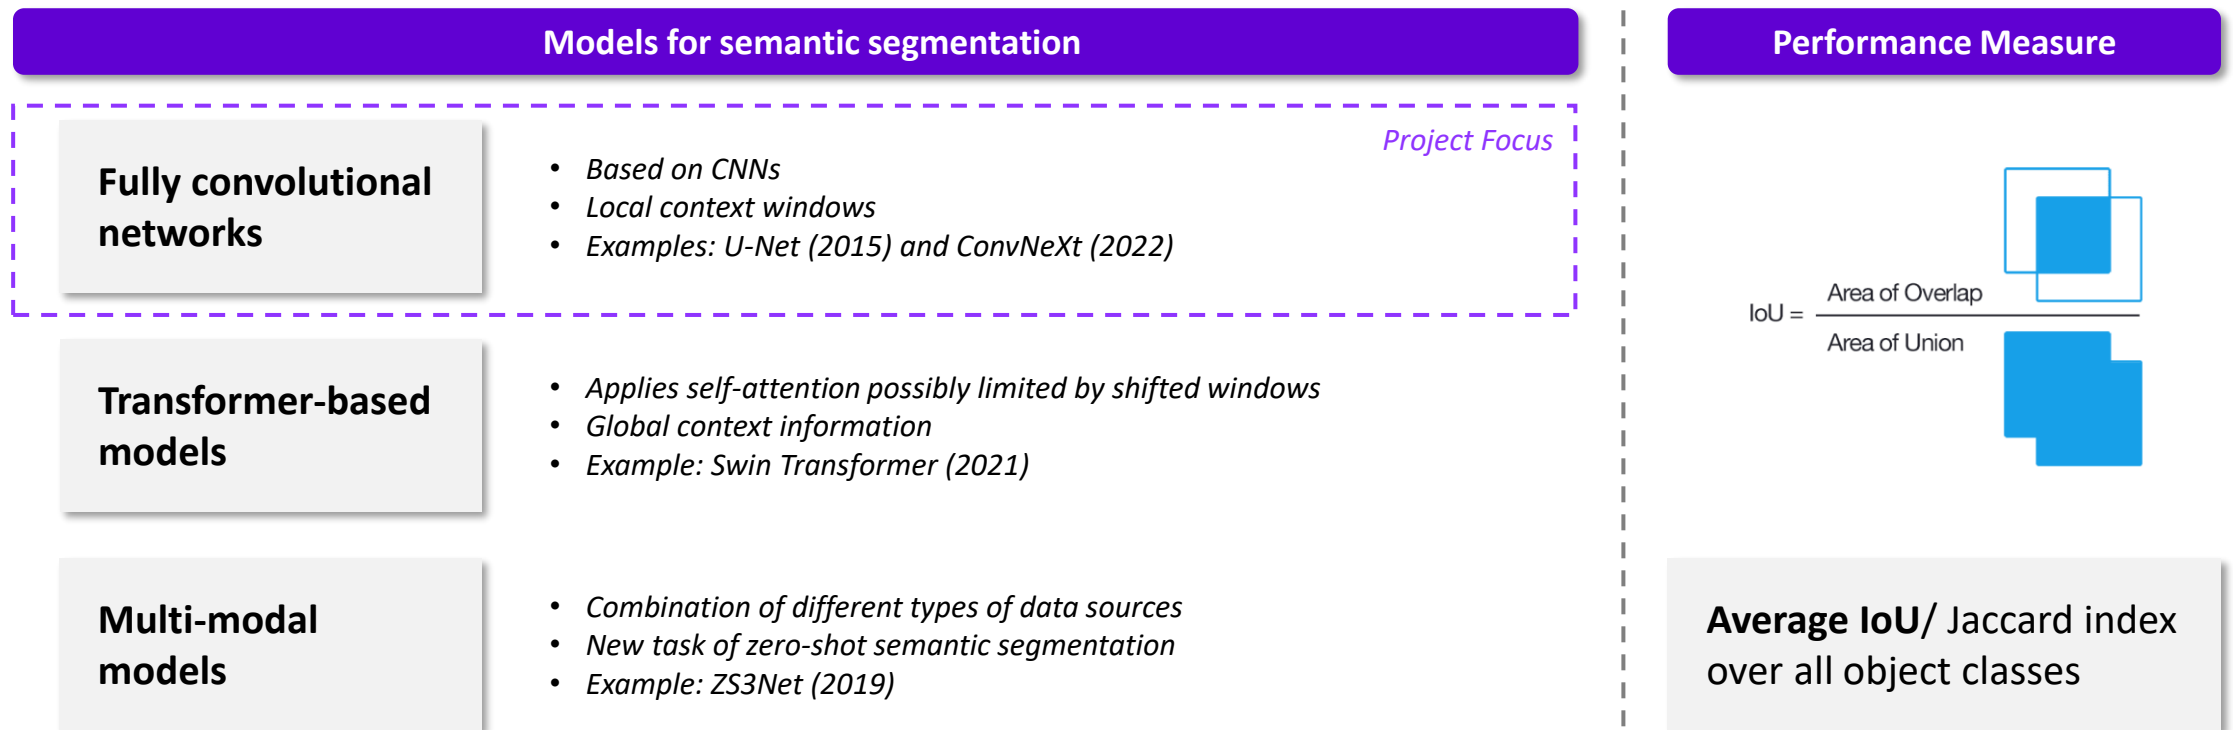 Models for semantic segmentation
Project Focus
Fully convolutional
networks
• Based on CNNs
• Local context windows
• Examples: U-Net (2015) and ConvNeXt (2022)
Transformer-based
models
• Applies self-attention possibly limited by shifted windows
• Global context information
• Example: Swin Transformer (2021)
Multi-modal
models
• Combination of different types of data sources
• New task of zero-shot semantic segmentation
• Example: ZS3Net (2019)
Performance Measure
Area of Overlap
IoU =
Area of Union
Average IoU/ Jaccard index
over all object classes